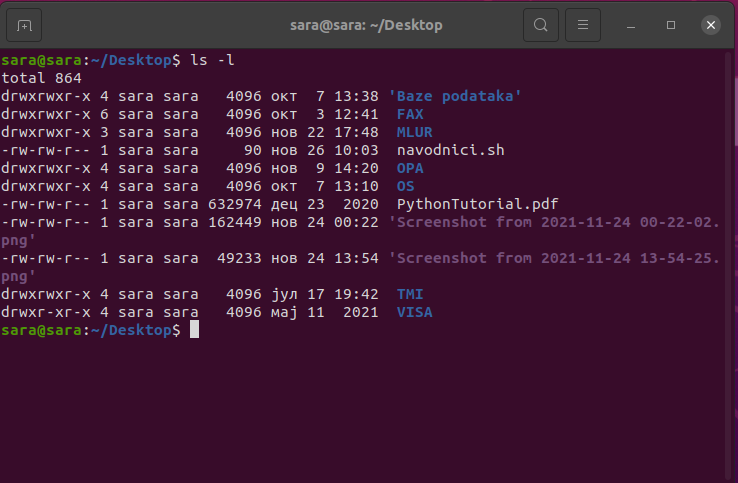 sara@sara: ~/Desktop
sara@sara:~/Desktop$ ls -l
total 864
drwxrwxr-x 4 sara sara   4096 окт  7 13:38 'Baze podataka'
drwxrwxr-x 6 sara sara   4096 окт  3 12:41  FAX
drwxrwxr-x 3 sara sara   4096 нов 22 17:48  MLUR
-rw-rw-r-- 1 sara sara     90 нов 26 10:03  navodnici.sh
drwxrwxr-x 4 sara sara   4096 нов  9 14:20  OPA
drwxrwxr-x 4 sara sara   4096 окт  7 13:10  OS
-rw-rw-r-- 1 sara sara 632974 дец 23  2020  PythonTutorial.pdf
-rw-rw-r-- 1 sara sara 162449 нов 24 00:22 'Screenshot from 2021-11-24 00-22-02.
png'
-rw-rw-r-- 1 sara sara  49233 нов 24 13:54 'Screenshot from 2021-11-24 13-54-25.
png'
drwxrwxr-x 4 sara sara   4096 јул 17 19:42  TMI
drwxr-xr-x 4 sara sara   4096 мај 11  2021  VISA
sara@sara:~/Desktop$